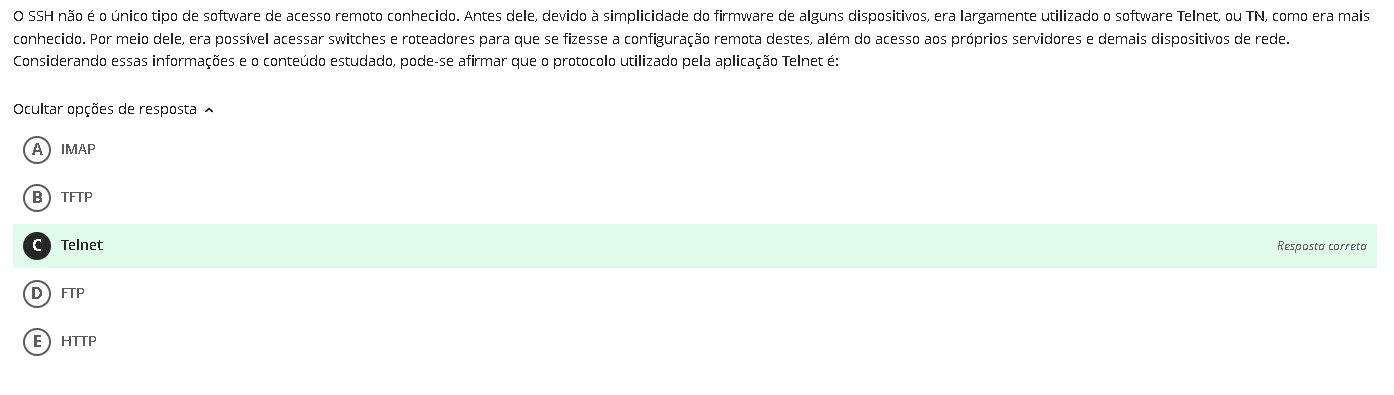 O SSH não é o único tipo de software de acesso remoto conhecido. Antes dele, devido à simplicidade do firmware de alguns dispositivos, era largamente utilizado o software Telnet, ou TN, como era mais
conhecido. Por meio dele, era possível acessar switches e roteadores para que se fizesse a configuração remota destes, além do acesso aos próprios servidores e demais dispositivos de rede.
Considerando essas informações e o conteúdo estudado, pode-se afirmar que o protocolo utilizado pela aplicação Telnet é:
Ocultar opções de resposta
A IMAP
B TFTP
C Telnet Resposta correta
D FTP
E HTTP